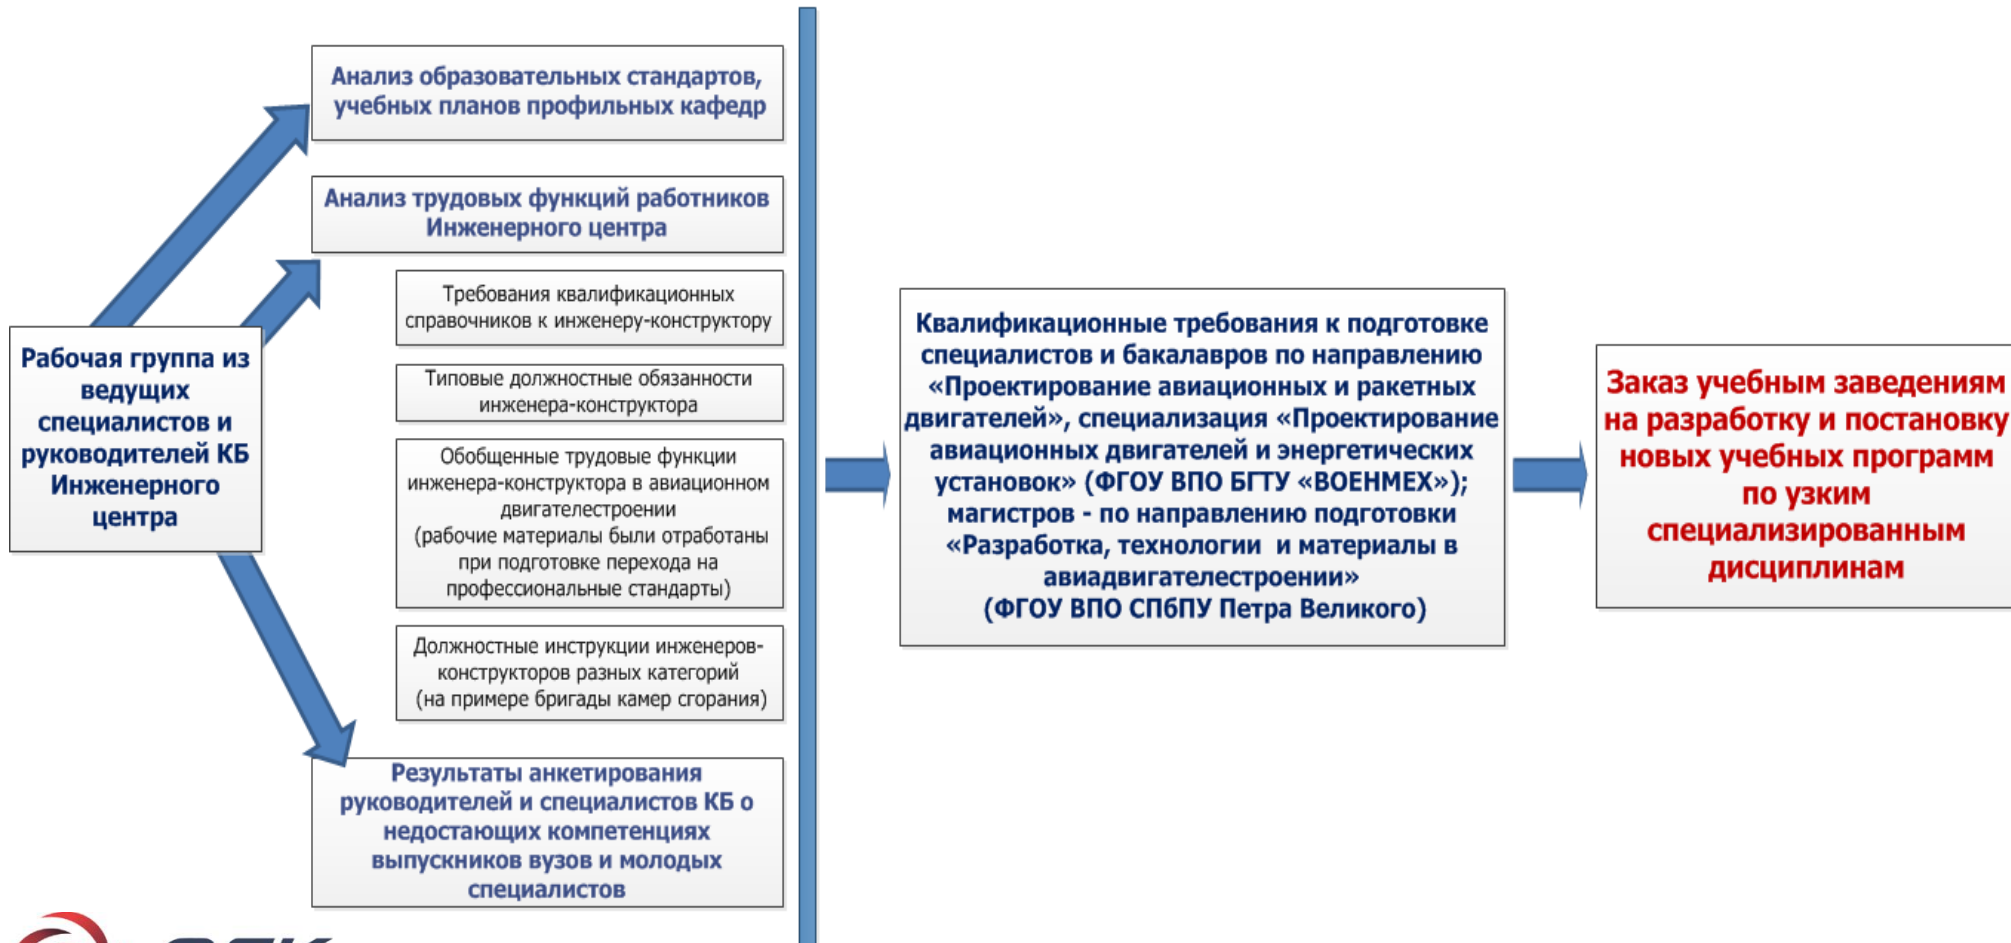 Анализ образовательных стандартов,
учебных планов профильных кафедр
Анализ трудовых функций работников
Инженерного центра
Требования квалификационных
справочников к инженеру-конструктору
Типовые должностные обязанности
инженера-конструктора
Обобщенные трудовые функции
инженера-конструктора в авиационном
двигателестроении
(рабочие материалы были отработаны
при подготовке перехода на
профессиональные стандарты)
Должностные инструкции инженеров-
конструкторов разных категорий
(на примере бригады камер сгорания)
Результаты анкетирования
руководителей и специалистов КБ о
недостающих компетенциях
выпускников вузов и молодых
специалистов
Рабочая группа из
ведущих
специалистов и
руководителей КБ
Инженерного
центра
Квалификационные требования к подготовке
специалистов и бакалавров по направлению
«Проектирование авиационных и ракетных
двигателей», специализация «Проектирование
авиационных двигателей и энергетических
установок» (ФГОУ ВПО БГТУ «ВОЕНМЕХ»);
магистров - по направлению подготовки
«Разработка, технологии и материалы в
авиадвигателестроении»
(ФГОУ ВПО СПбПУ Петра Великого)
Заказ учебным заведениям
на разработку и постановку
новых учебных программ
по узким
специализированным
дисциплинам